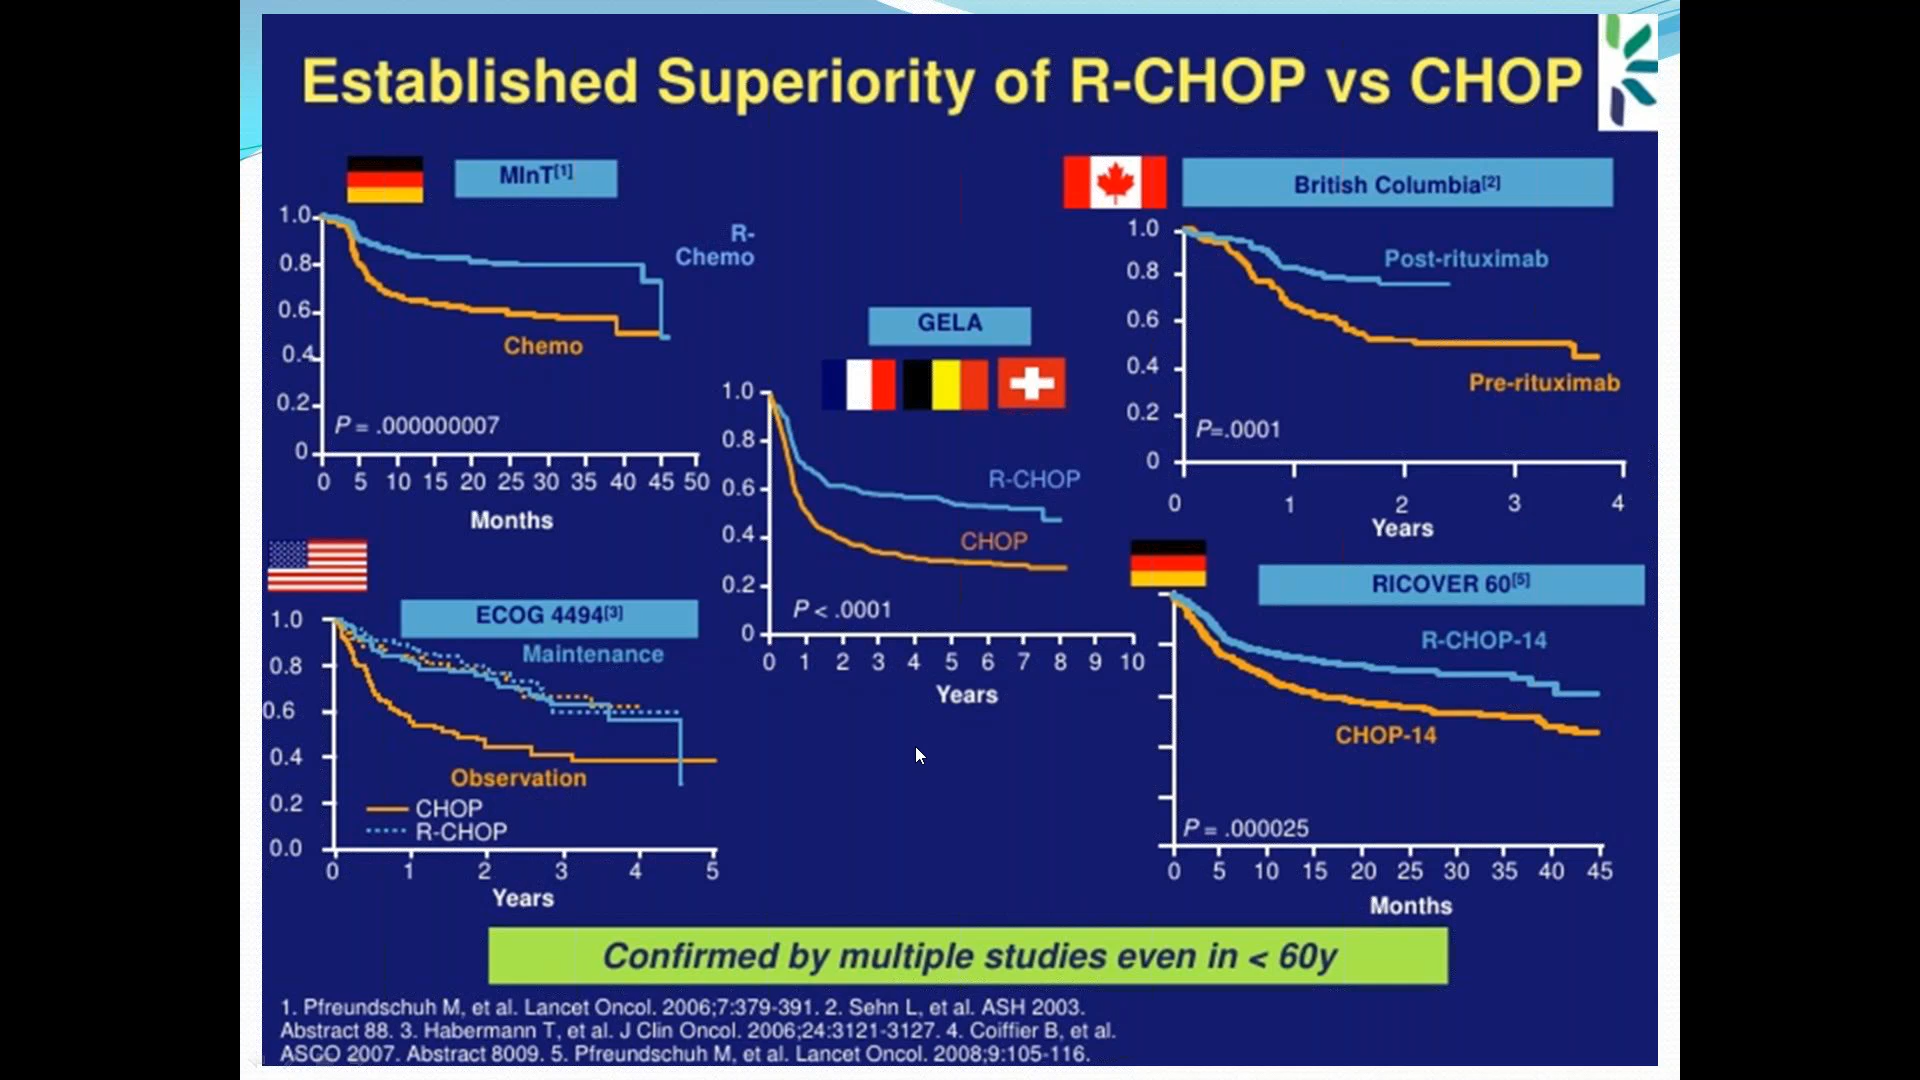 Established Superiority of R-CHOP vs CHOP
MInT[1]
1.0
0.8
0.6
0.4
0.2
0
R-
Chemo
Chemo
P = .000000007
0 5 10 15 20 25 30 35 40 45 50
Months
British Columbia[2]
1.0
0.8
0.6
0.4
0.2
0
Post-rituximab
Pre-rituximab
P=.0001
0 1 2 3 4
Years
GELA
1.0
0.8
0.6
0.4
0.2
0
R-CHOP
CHOP
P < .0001
0 1 2 3 4 5 6 7 8 9 10
Years
ECOG 4494[3]
1.0
0.8
0.6
0.4
0.2
0.0
Maintenance
Observation
CHOP
R-CHOP
0 1 2 3 4 5
Years
RICOVER 60[5]
R-CHOP-14
CHOP-14
P = .000025
0 5 10 15 20 25 30 35 40 45
Months
Confirmed by multiple studies even in < 60y
1. Pfreundschuh M, et al. Lancet Oncol. 2006;7:379-391. 2. Sehn L, et al. ASH 2003.
Abstract 88. 3. Habermann T, et al. J Clin Oncol. 2006;24:3121-3127. 4. Coiffier B, et al.
ASCO 2007. Abstract 8009. 5. Pfreundschuh M, et al. Lancet Oncol. 2008;9:105-116.